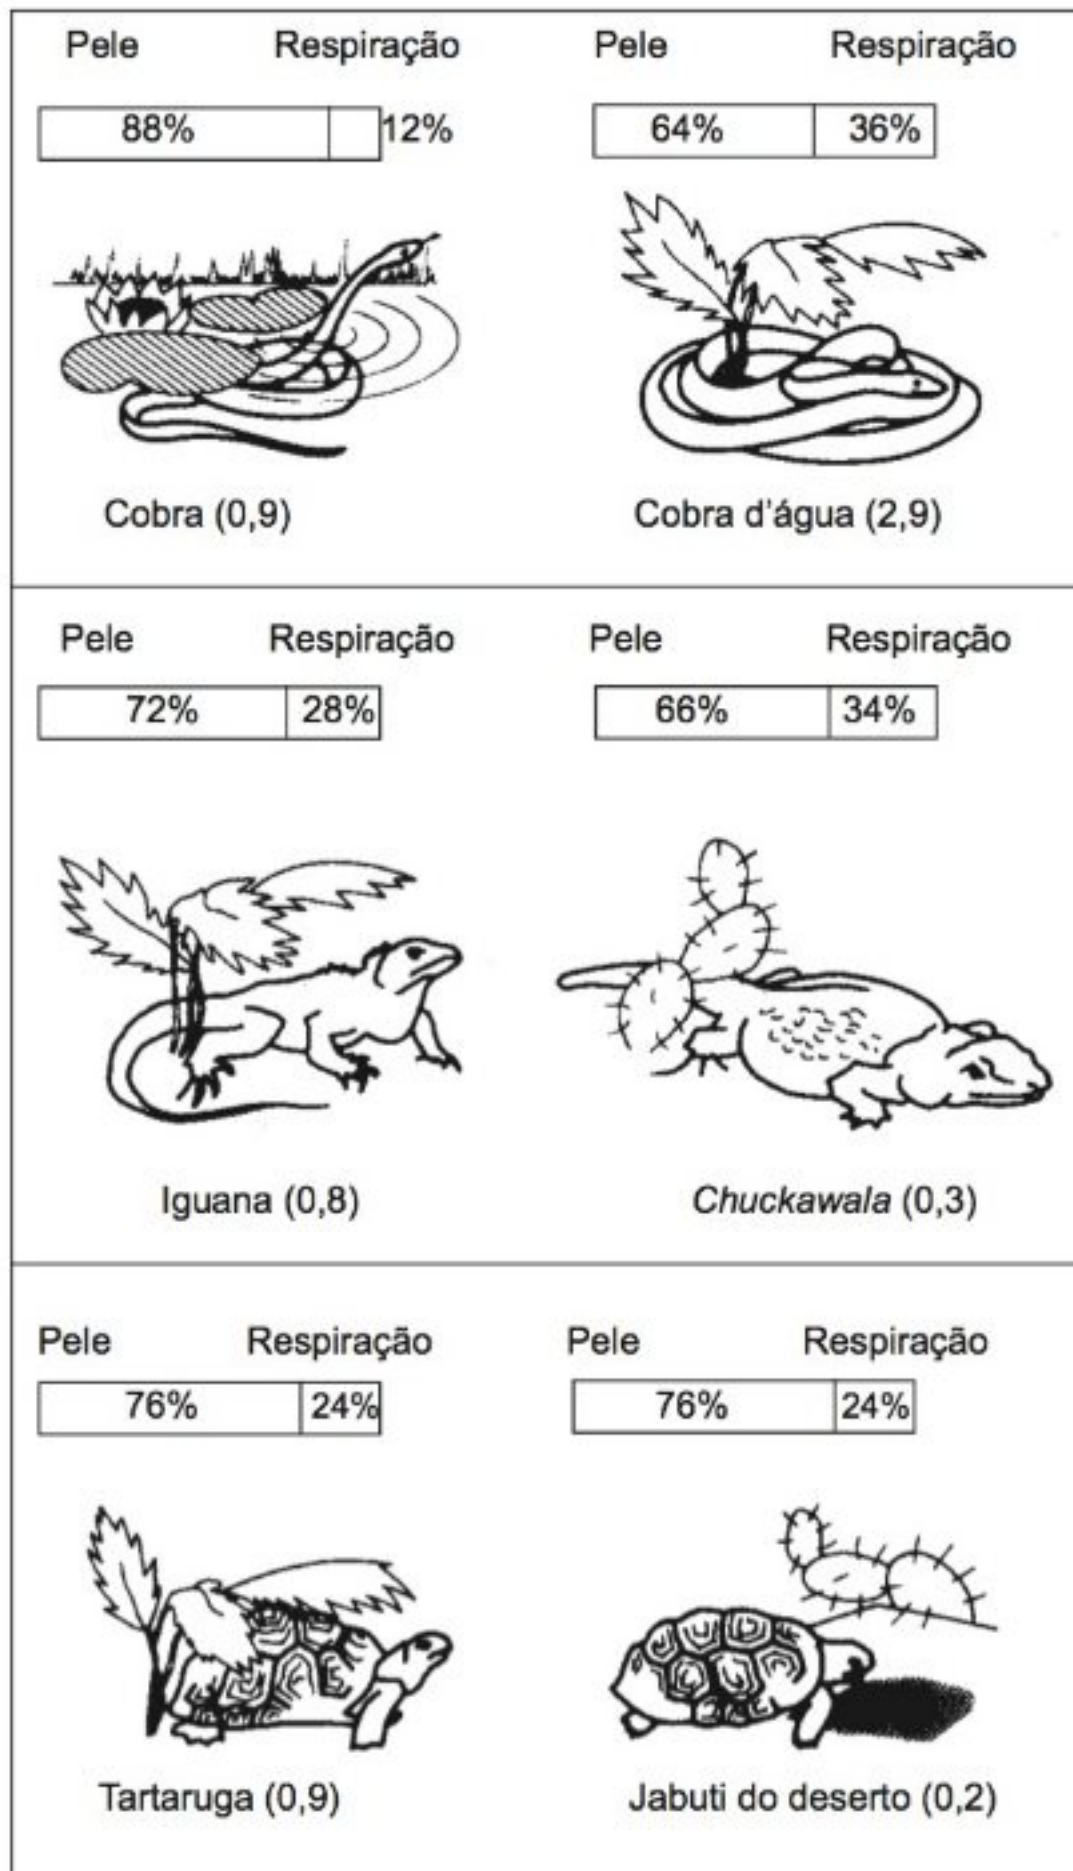 Pele Respiração Pele Respiração
88% 12% 64% 36%
Cobra (0,9) Cobra d'água (2,9)
Pele Respiração Pele Respiração
72% 28% 66% 34%
Iguana (0,8) Chuckawala (0,3)
Pele Respiração Pele Respiração
76% 24% 76% 24%
Tartaruga (0,9) Jabuti do deserto (0,2)